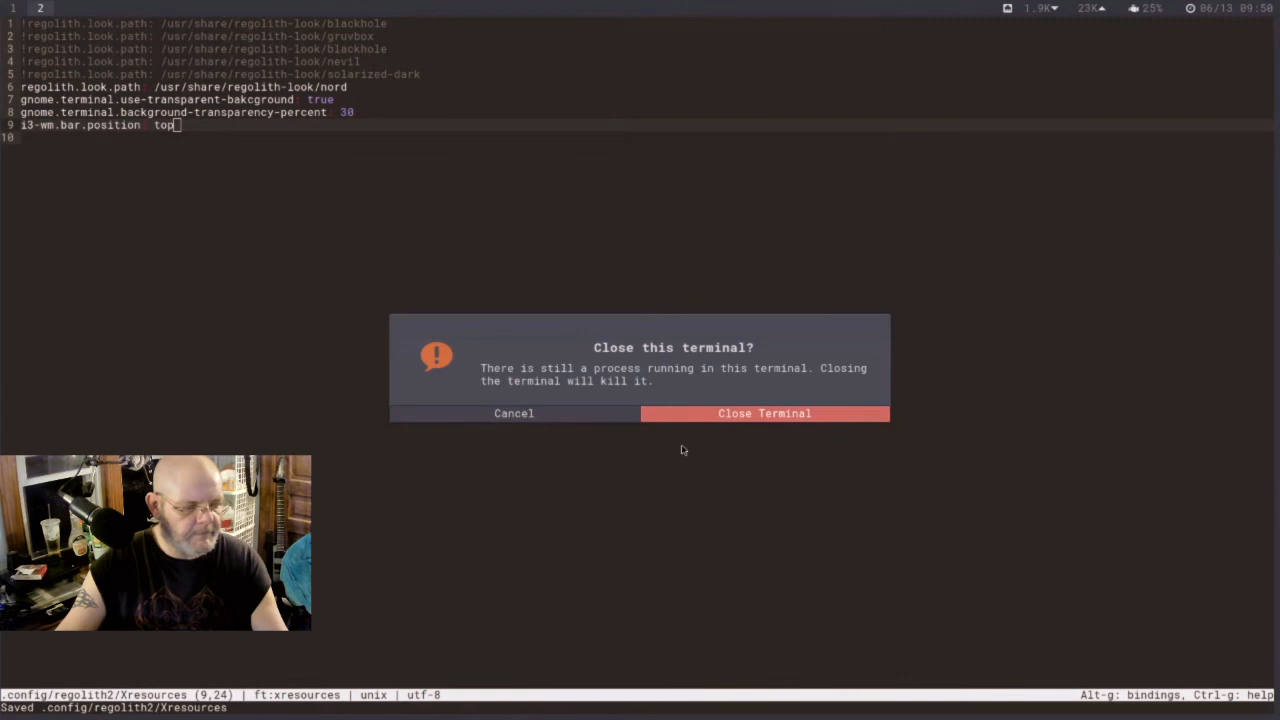 1 2 1.9K 23K 25% 06/13 09:50
1 !regolith.look.path: /usr/share/regolith-look/blackhole
2 !regolith.look.path: /usr/share/regolith-look/gruvbox
3 !regolith.look.path: /usr/share/regolith-look/blackhole
4 !regolith.look.path: /usr/share/regolith-look/nevil
5 !regolith.look.path: /usr/share/regolith-look/solarized-dark
6 regolith.look.path: /usr/share/regolith-look/nord
7 gnome.terminal.use-transparent-bakcground: true
8 gnome.terminal.background-transparency-percent: 30
9 i3-wm.bar.position: top
10
Close this terminal?
There is still a process running in this terminal. Closing
the terminal will kill it.
Cancel Close Terminal
.config/regolith2/Xresources (9,24) | ft:xresources | unix | utf-8 Alt-g: bindings, Ctrl-g: help
Saved .config/regolith2/Xresources